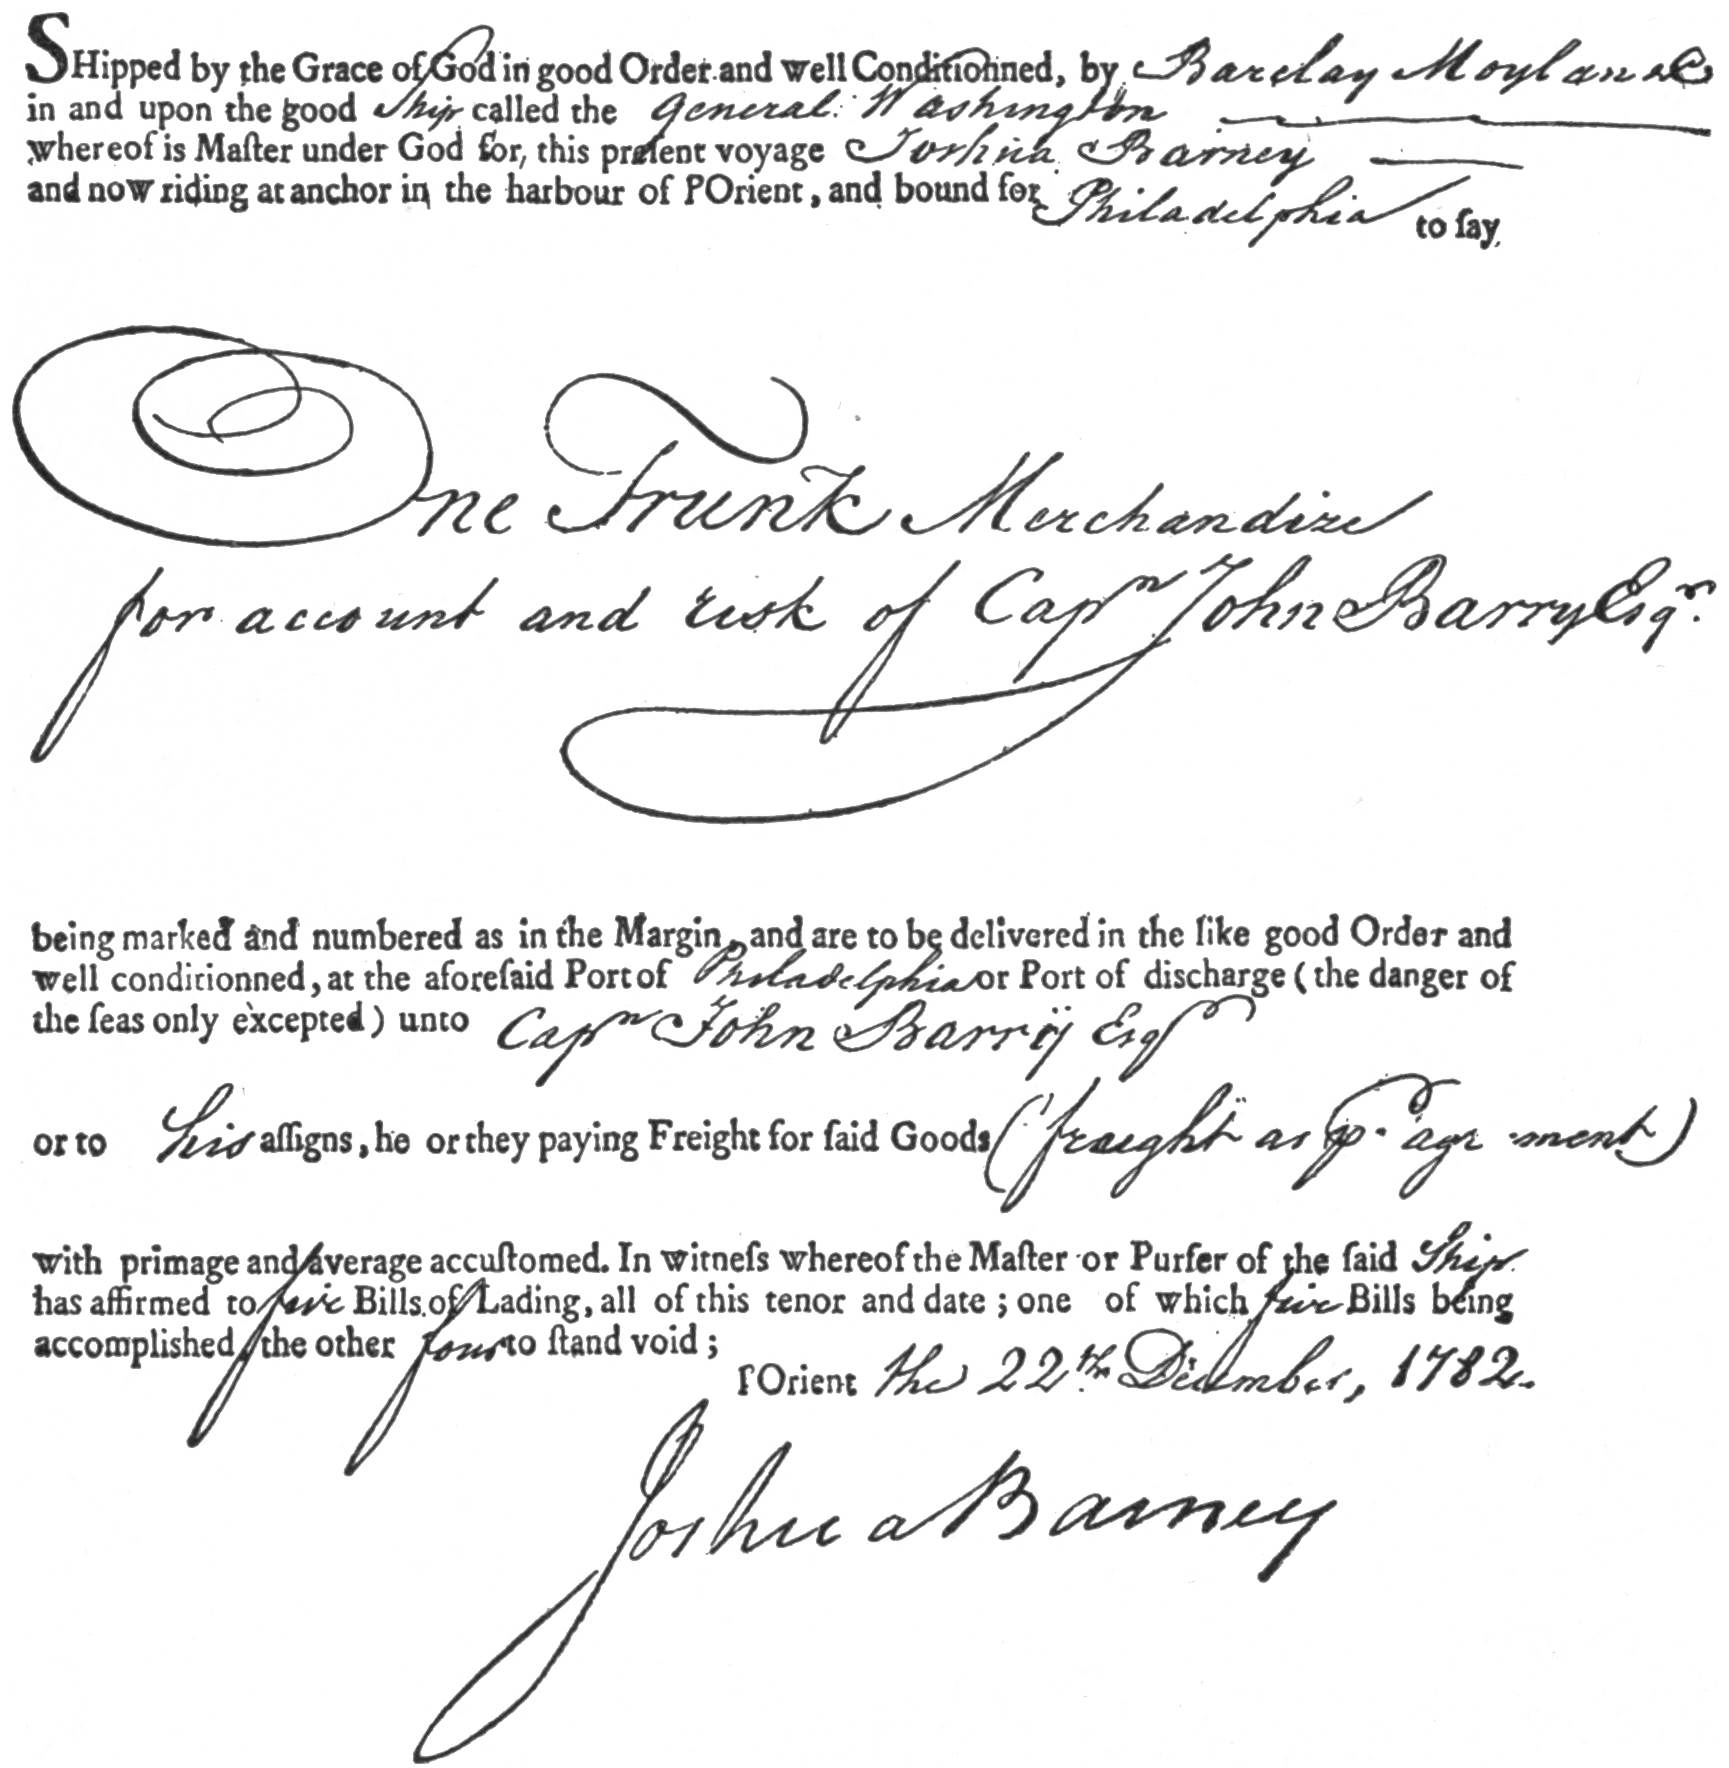 SHipped by the Grace of God in good Order and well Conditionned, by Barclay Moylan &C
in and upon the good Ship called the General Washington
whereof is Maſter under God for, this preſent voyage Joshua Barney
and now riding at anchor in the harbour of l'Orient, and bound for Philadelphia to ſay,
One Trunk Merchandize
for account and risk of Capn John Barry Esqr.
being marked and numbered as in the Margin, and are to be delivered in the like good Order and
well conditionned, at the aforeſaid Port of Philadelphia or Port of discharge (the danger of
the ſeas only excepted) unto Capn John Barrÿ Esqr
or to his aſſigns, he or they paying Freight for ſaid Goods (fraeight as p. agr ment)
with primage and average accuſtomed. In witneſs whereof the Maſter or Purſer of the ſaid Ship
has affirmed to five Bills of Lading, all of this tenor and date; one of which five Bills being
accomplished, the other four to ſtand void;
l'Orient the 22th December, 1782.
Joshua Barney